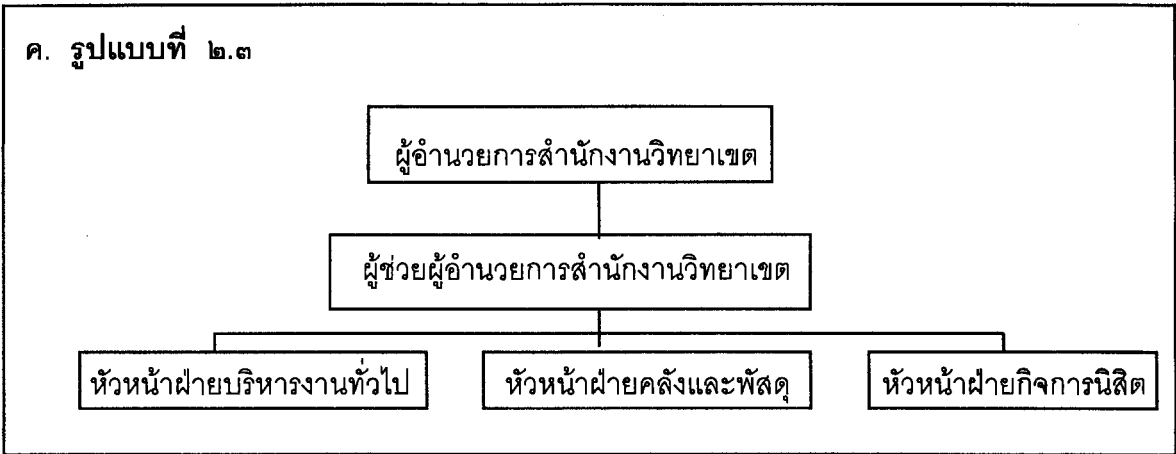 ค. รูปแบบที่ ๒.๓
ผู้อำนวยการสำนักงานวิทยาเขต
ผู้ช่วยผู้อำนวยการสำนักงานวิทยาเขต
หัวหน้าฝ่ายบริหารงานทั่วไป หัวหน้าฝ่ายคลังและพัสดุ หัวหน้าฝ่ายกิจการนิสิต